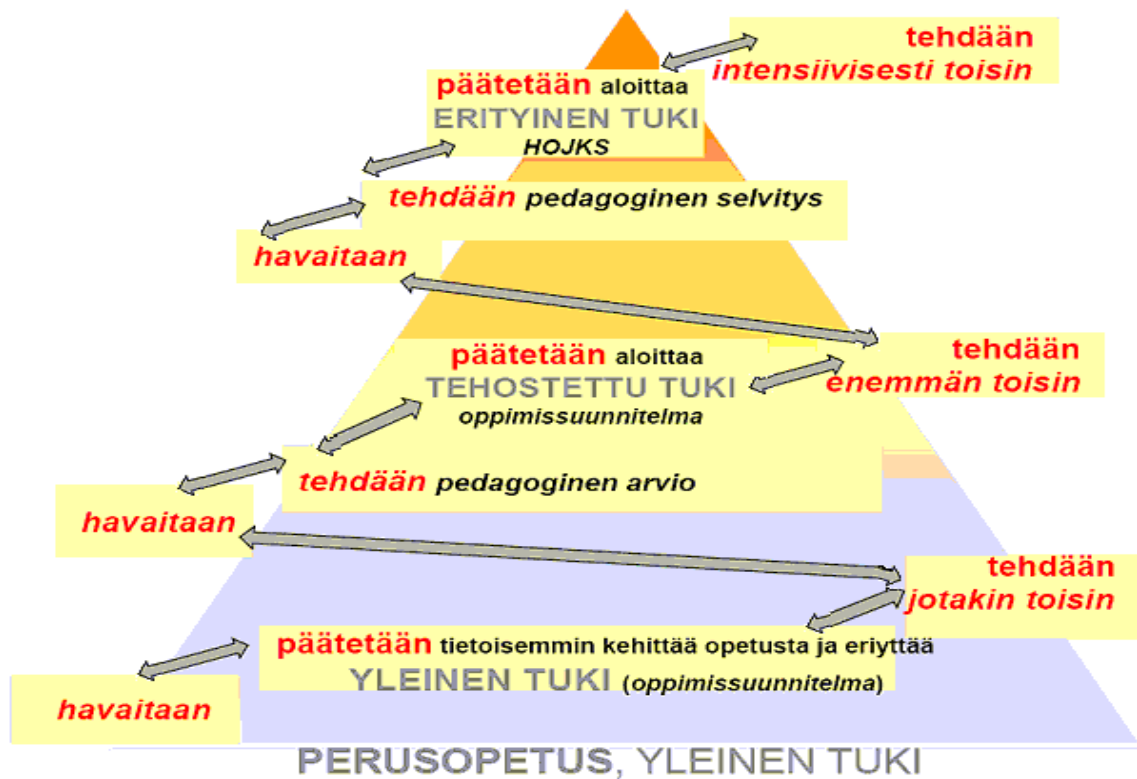 tehdään
intensiivisesti toisin
päätetään aloittaa
ERITYINEN TUKI
HOJKS
tehdään pedagoginen selvitys
havaitaan
tehdään
enemmän toisin
päätetään aloittaa
TEHOSTETTU TUKI
oppimissuunnitelma
tehdään pedagoginen arvio
havaitaan
tehdään
jotakin toisin
päätetään tietoisemmin kehittää opetusta ja eriyttää
YLEINEN TUKI (oppimissuunnitelma)
havaitaan
PERUSOPETUS, YLEINEN TUKI